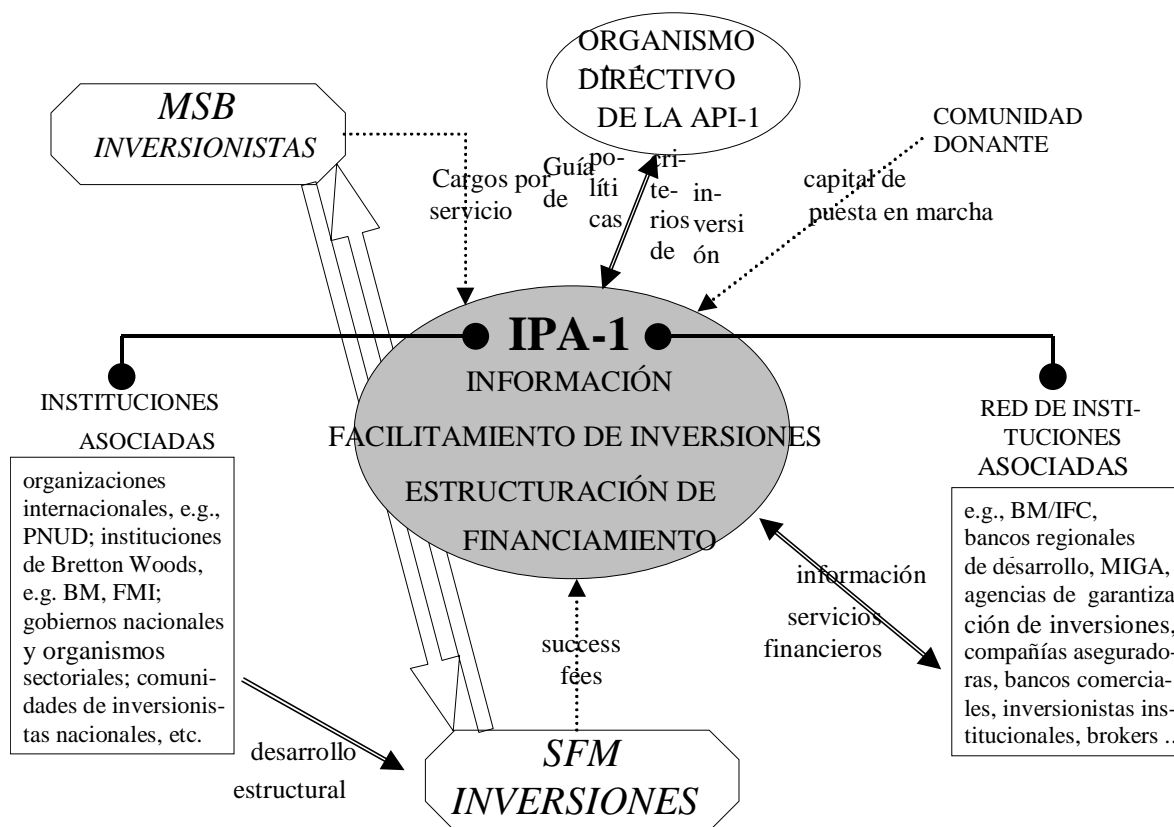 ORGANISMO
DIRECTIVO
DE LA API-1
MSB
INVERSIONISTAS
COMUNIDAD
DONANTE
Cargos por
servicio
Guía
de
po-
líti
cas
cri-
te-
rios
de
in-
versi
ón
capital de
puesta en marcha
IPA-1
INFORMACIÓN
FACILITAMIENTO DE INVERSIONES
ESTRUCTURACIÓN DE
FINANCIAMIENTO
INSTITUCIONES
ASOCIADAS
organizaciones
internacionales, e.g.,
PNUD; instituciones
de Bretton Woods,
e.g. BM, FMI;
gobiernos nacionales
y organismos
sectoriales; comuni-
dades de inversionis-
tas nacionales, etc.
RED DE INSTI-
TUCIONES
ASOCIADAS
e.g., BM/IFC,
bancos regionales
de desarrollo, MIGA,
agencias de garantiza
ción de inversiones,
compañías asegurado-
ras, bancos comercia-
les, inversionistas ins-
titucionales, brokers ..
información
servicios
financieros
success
fees
desarrollo
estructural
SFM
INVERSIONES